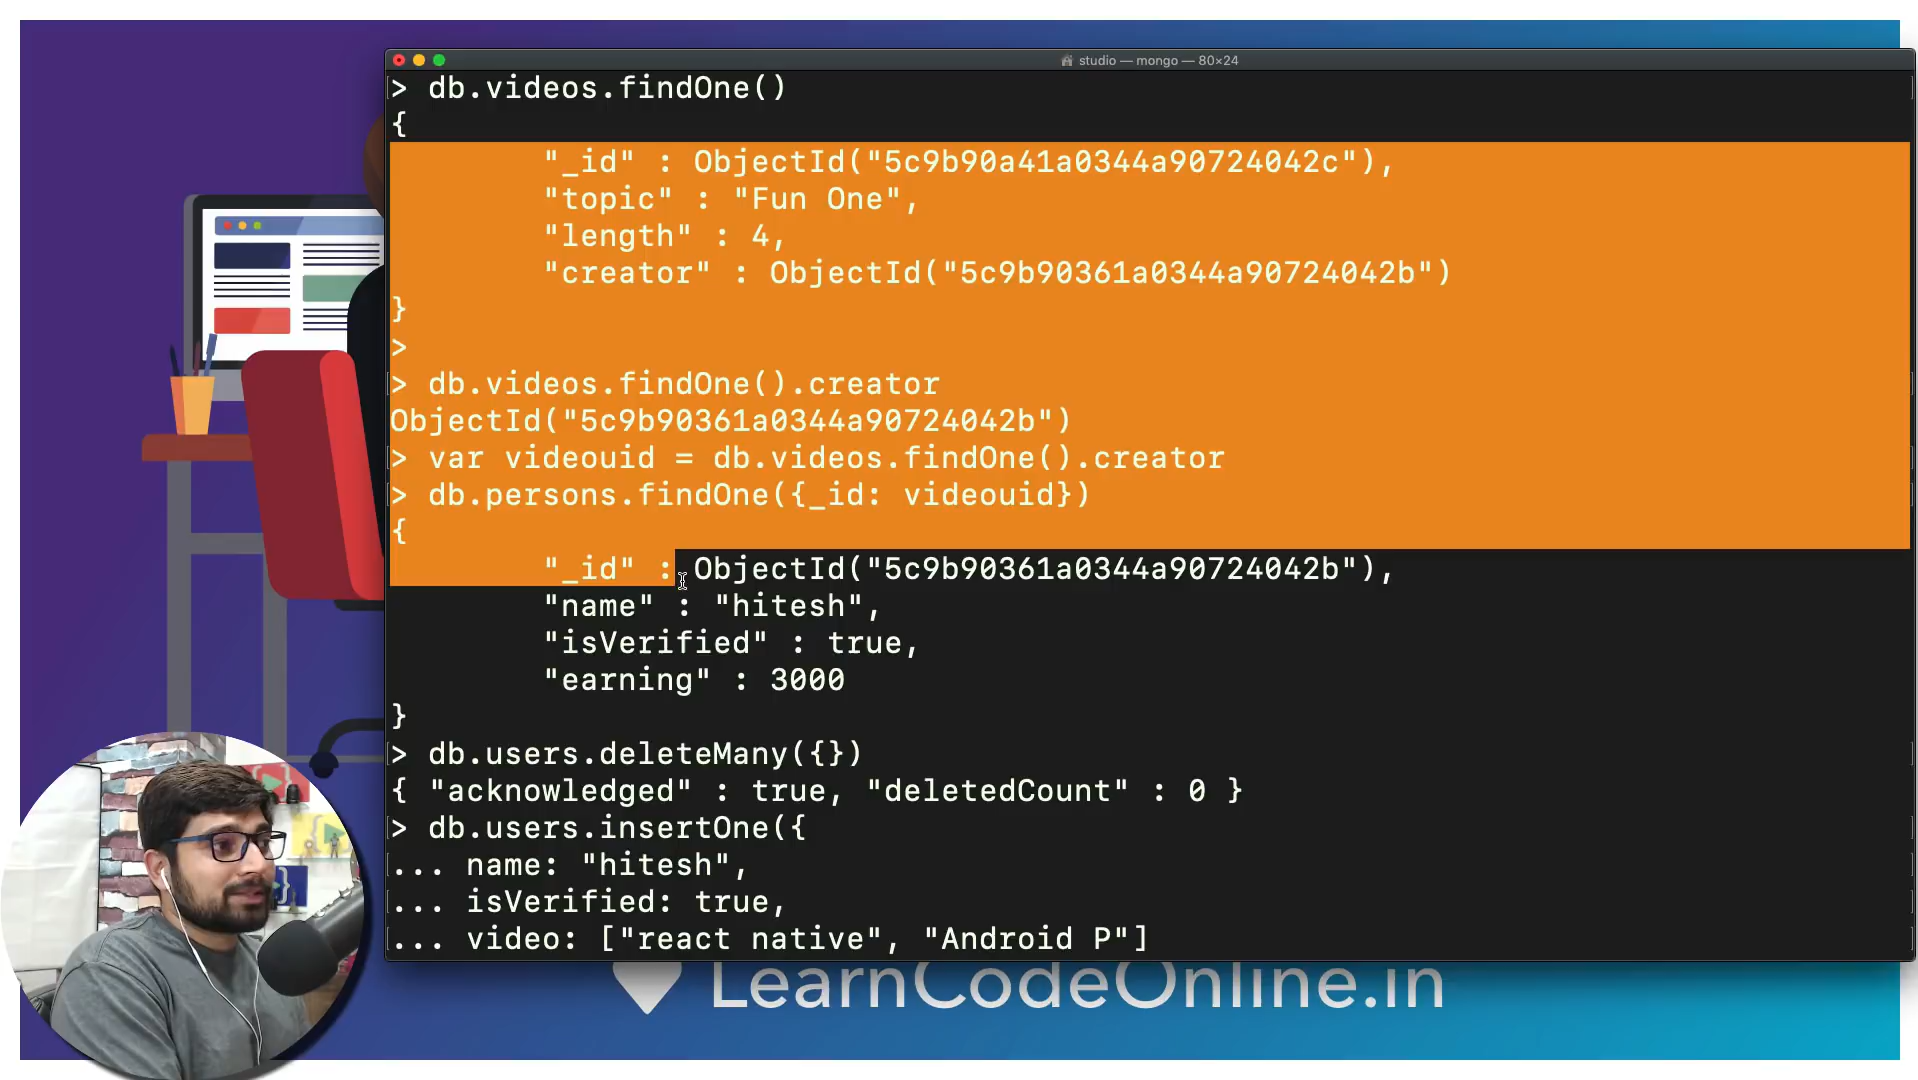 studio — mongo — 80×24
> db.videos.findOne()
{
"_id" : ObjectId("5c9b90a41a0344a90724042c"),
"topic" : "Fun One",
"length" : 4,
"creator" : ObjectId("5c9b90361a0344a90724042b")
}
>
> db.videos.findOne().creator
ObjectId("5c9b90361a0344a90724042b")
> var videouid = db.videos.findOne().creator
> db.persons.findOne({_id: videouid})
{
"_id" : ObjectId("5c9b90361a0344a90724042b"),
"name" : "hitesh",
"isVerified" : true,
"earning" : 3000
}
> db.users.deleteMany({})
{ "acknowledged" : true, "deletedCount" : 0 }
> db.users.insertOne({
... name: "hitesh",
... isVerified: true,
... video: ["react native", "Android P"]
LearnCodeOnline.in